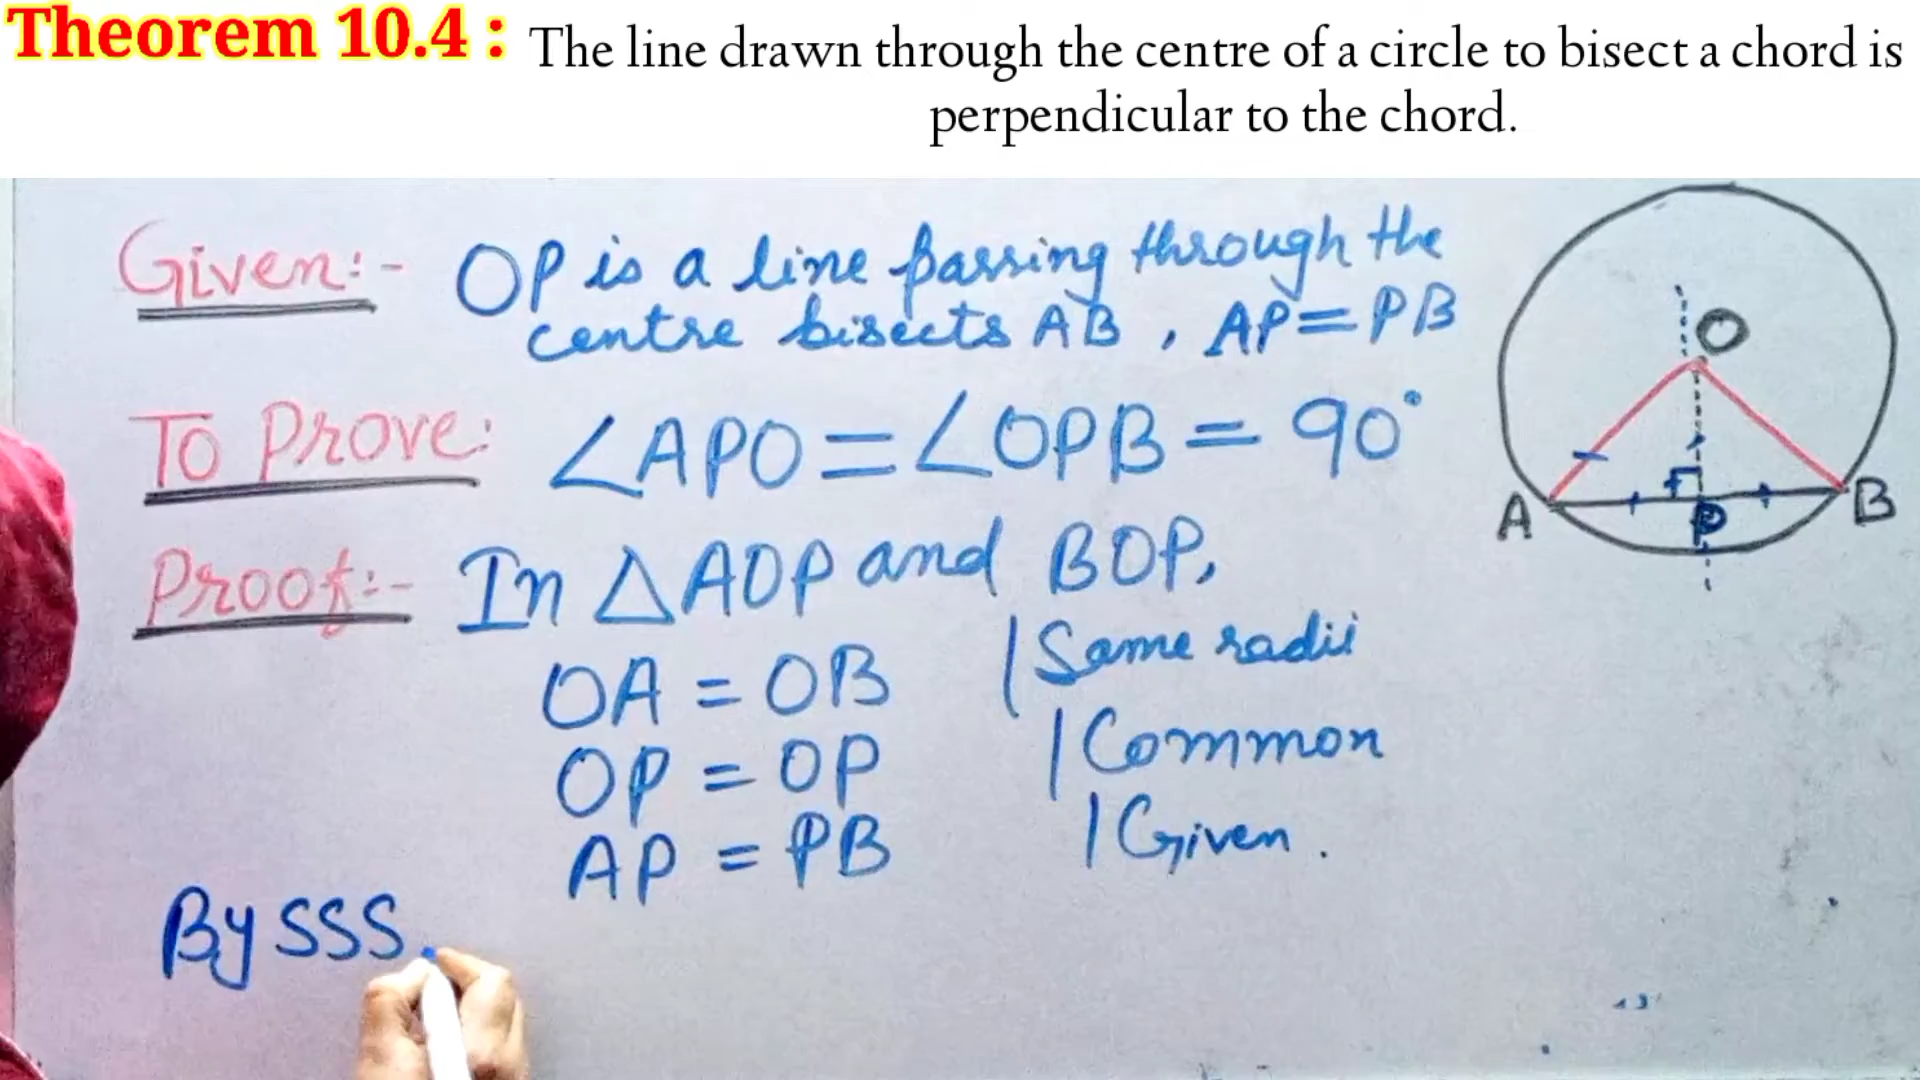 Theorem 10.4 : The line drawn through the centre of a circle to bisect a chord is
perpendicular to the chord.
Given:- OP is a line passing through the
centre bisects AB , AP = PB
To Prove: ∠APO = ∠OPB = 90°
Proof:- In △AOP and BOP,
OA = OB | Same radii
OP = OP | Common
AP = PB | Given.
By SSS
O
A
P
B